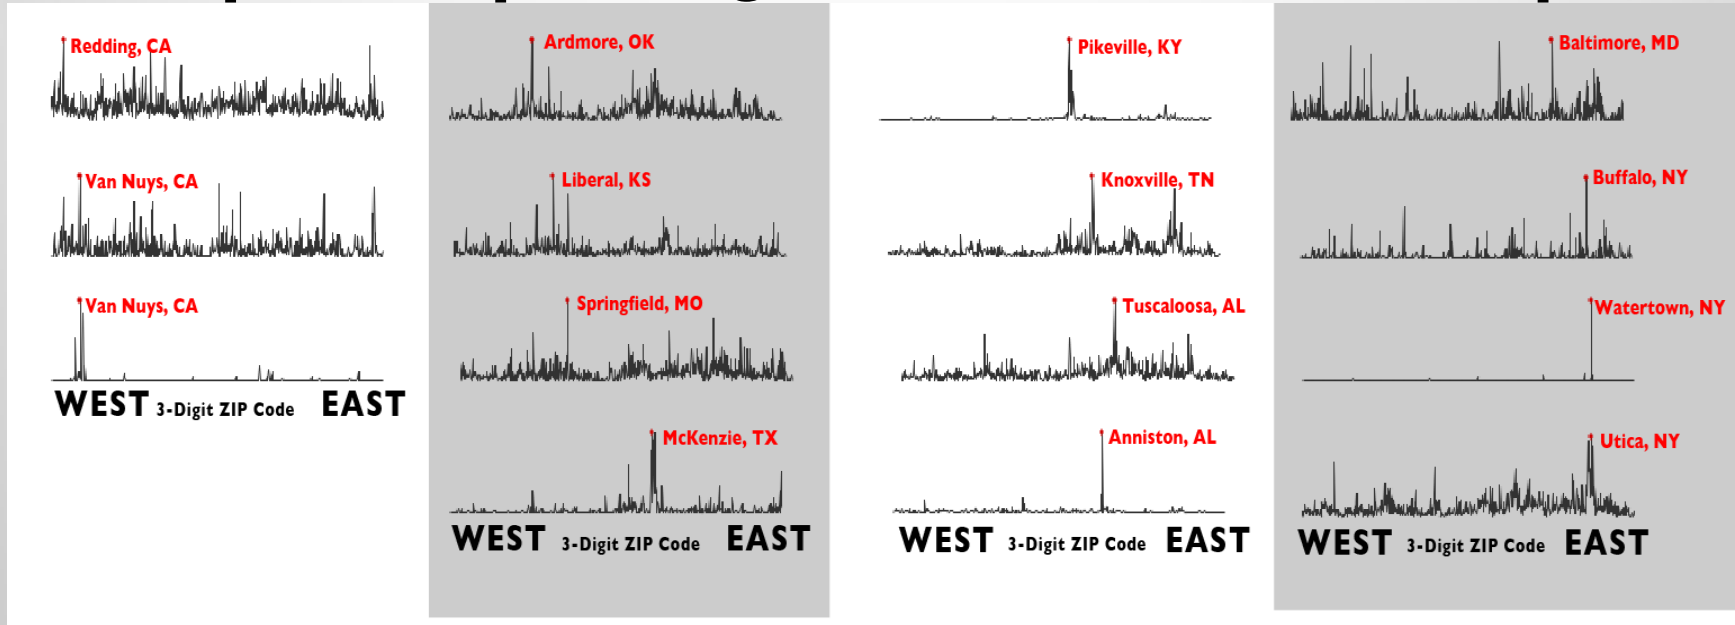 Redding, CA
Van Nuys, CA
Van Nuys, CA
WEST 3-Digit ZIP Code EAST
Ardmore, OK
Liberal, KS
Springfield, MO
McKenzie, TX
WEST 3-Digit ZIP Code EAST
Pikeville, KY
Knoxville, TN
Tuscaloosa, AL
Anniston, AL
WEST 3-Digit ZIP Code EAST
Baltimore, MD
Buffalo, NY
Watertown, NY
Utica, NY
WEST 3-Digit ZIP Code EAST